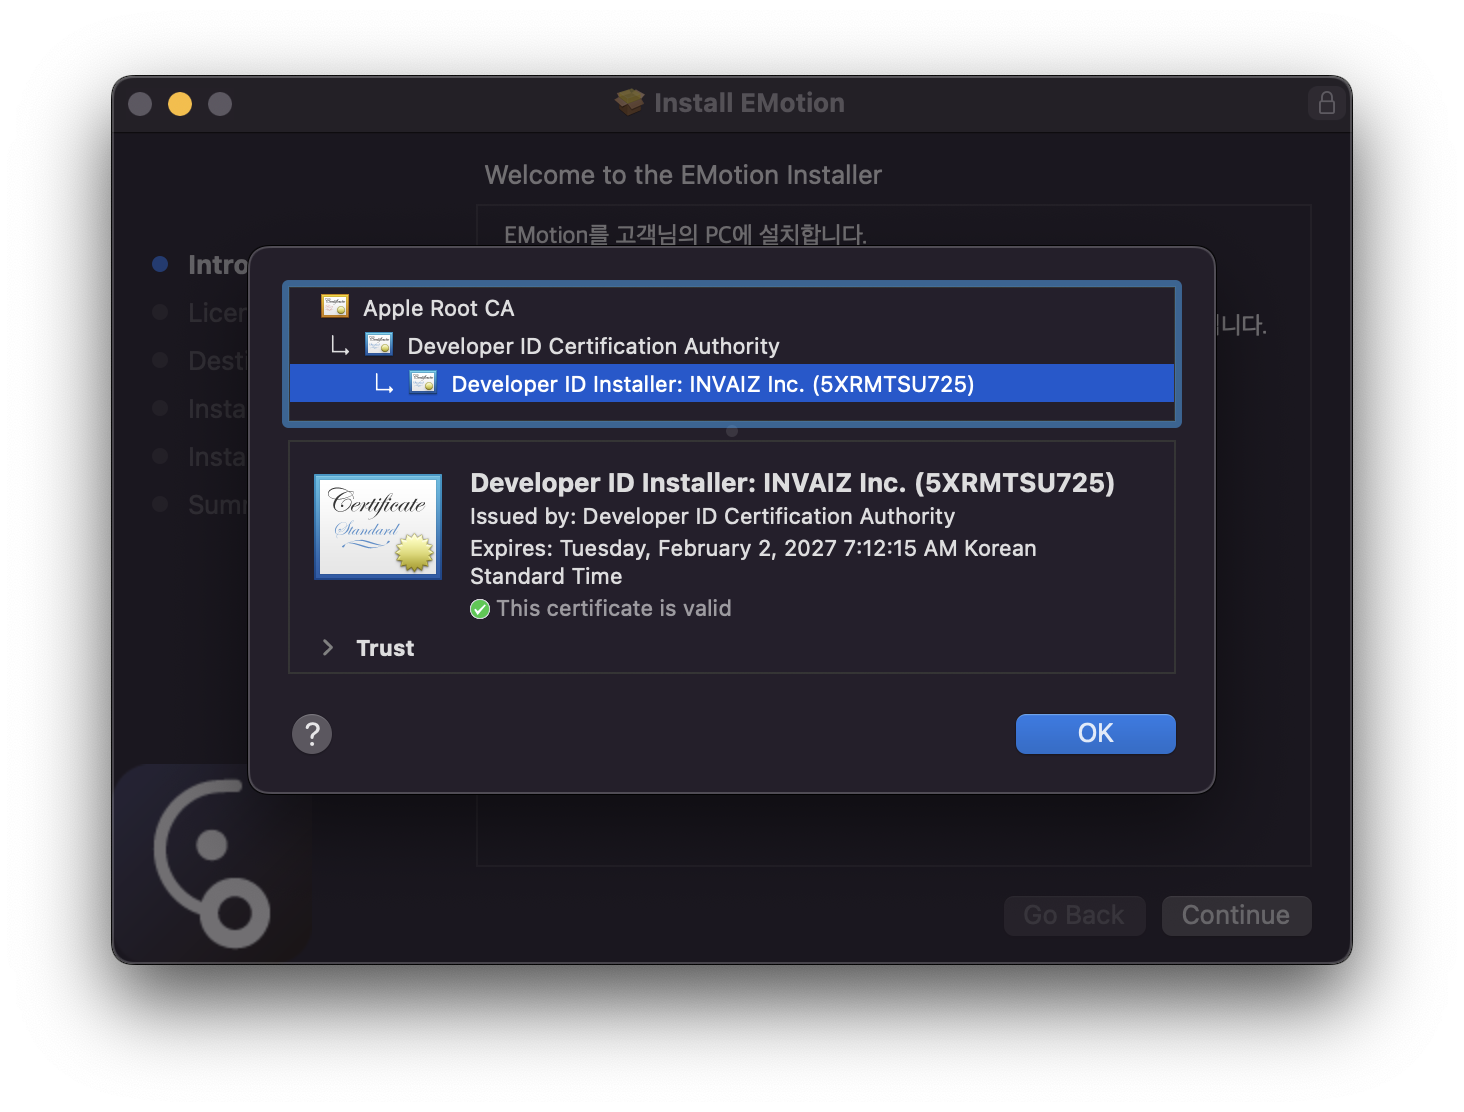 Install EMotion
Welcome to the EMotion Installer
EMotion를 고객님의 PC에 설치합니다.
니다.
Intro
Licen
Desti
Insta
Insta
Summ
Apple Root CA
Developer ID Certification Authority
Developer ID Installer: INVAIZ Inc. (5XRMTSU725)
Certificate
Standard
Developer ID Installer: INVAIZ Inc. (5XRMTSU725)
Issued by: Developer ID Certification Authority
Expires: Tuesday, February 2, 2027 7:12:15 AM Korean
Standard Time
This certificate is valid
Trust
?
OK
Go Back
Continue